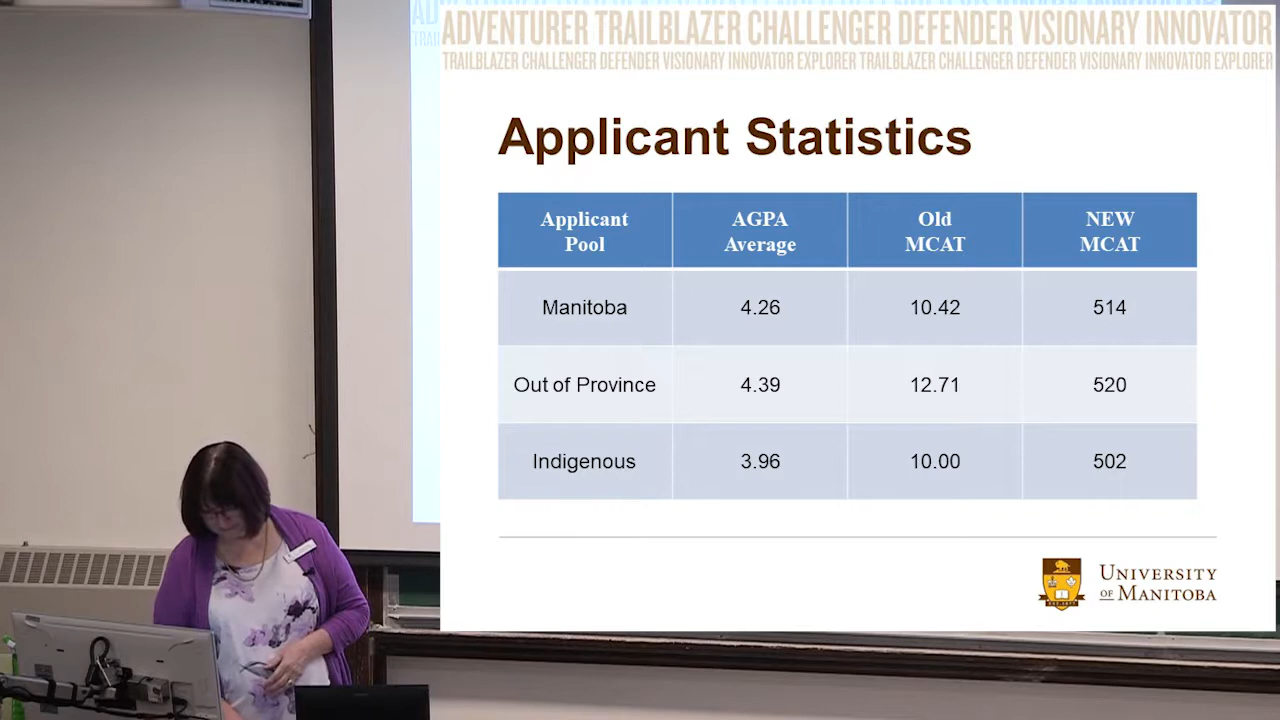 ADVENTURER TRAILBLAZER CHALLENGER DEFENDER VISIONARY INNOVATOR
TRAILBLAZER CHALLENGER DEFENDER VISIONARY INNOVATOR EXPLORER TRAILBLAZER CHALLENGER DEFENDER VISIONARY INNOVATOR EXPLORER
Applicant Statistics
Applicant Pool AGPA Average Old MCAT NEW MCAT
Manitoba 4.26 10.42 514
Out of Province 4.39 12.71 520
Indigenous 3.96 10.00 502
UNIVERSITY
OF MANITOBA